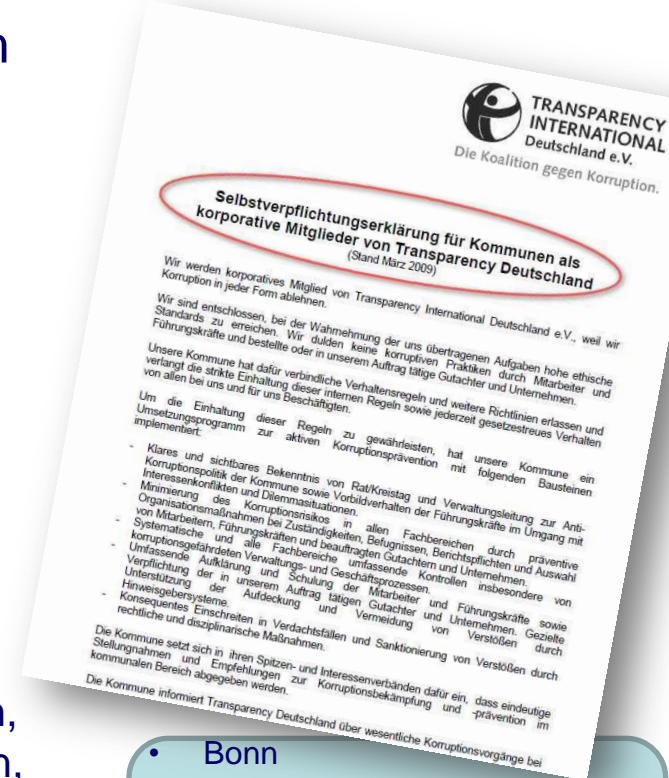 n
TRANSPARENCY
INTERNATIONAL
Deutschland e.V.
Die Koalition gegen Korruption.
Selbstverpflichtungserklärung für Kommunen als
korporative Mitglieder von Transparency Deutschland
(Stand März 2009)
Wir werden korporatives Mitglied von Transparency International Deutschland e.V., weil wir
Korruption in jeder Form ablehnen.
Wir sind entschlossen, bei der Wahrnehmung der uns übertragenen Aufgaben hohe ethische
Standards zu erreichen. Wir dulden keine korruptiven Praktiken durch Mitarbeiter und
Führungskräfte und bestellte oder in unserem Auftrag tätige Gutachter und Unternehmen.
Unsere Kommune hat dafür verbindliche Verhaltensregeln und weitere Richtlinien erlassen und
verlangt die strikte Einhaltung dieser internen Regeln sowie jederzeit gesetzestreues Verhalten
von allen bei uns und für uns Beschäftigten.
Um die Einhaltung dieser Regeln zu gewährleisten, hat unsere Kommune ein
Umsetzungsprogramm zur aktiven Korruptionsprävention mit folgenden Bausteinen
implementiert:
- Klares und sichtbares Bekenntnis von Rat/Kreistag und Verwaltungsleitung zur Anti-
Korruptionspolitik der Kommune sowie Vorbildverhalten der Führungskräfte im Umgang mit
Interessenkonflikten und Dilemmasituationen.
- Minimierung des Korruptionsrisikos in allen Fachbereichen durch präventive
Organisationsmaßnahmen bei Zuständigkeiten, Befugnissen, Berichtspflichten und Auswahl
von Mitarbeitern, Führungskräften und beauftragten Gutachtern und Unternehmen.
- Systematische und alle Fachbereiche umfassende Kontrollen insbesondere von
korruptionsgefährdeten Verwaltungs- und Geschäftsprozessen.
- Umfassende Aufklärung und Schulung der Mitarbeiter und Führungskräfte sowie
Verpflichtung der in unserem Auftrag tätigen Gutachter und Unternehmen. Gezielte
Unterstützung der Aufdeckung und Vermeidung von Verstößen durch
Hinweisgebersysteme.
- Konsequentes Einschreiten in Verdachtsfällen und Sanktionierung von Verstößen durch
rechtliche und disziplinarische Maßnahmen.
Die Kommune setzt sich in ihren Spitzen- und Interessenverbänden dafür ein, dass eindeutige
Stellungnahmen und Empfehlungen zur Korruptionsbekämpfung und -prävention im
kommunalen Bereich abgegeben werden.
Die Kommune informiert Transparency Deutschland über wesentliche Korruptionsvorgänge bei
n,
n,
• Bonn